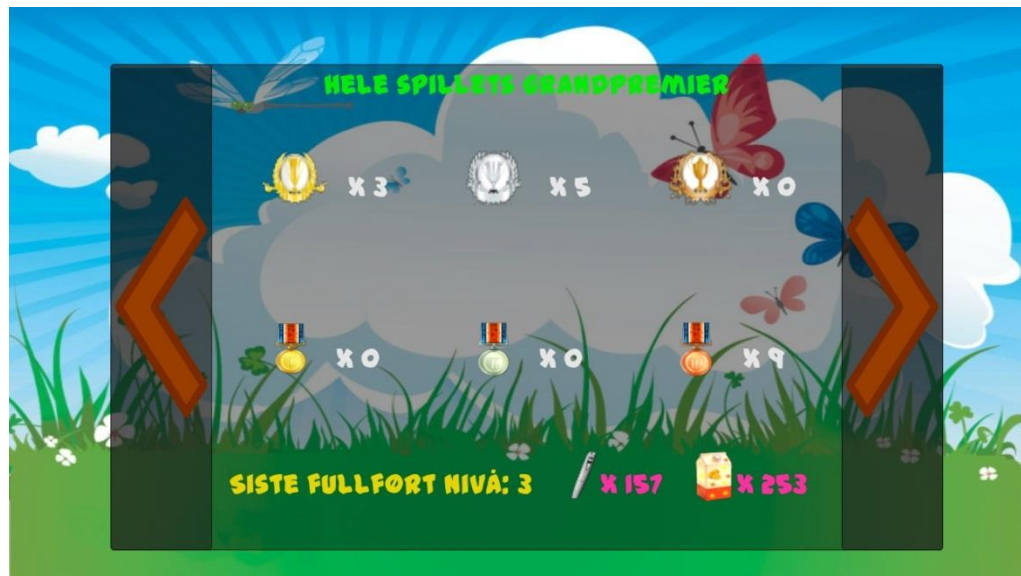 HELE SPILLETS GRANDPREMIER
X 3 X 5 X 0
X 0 X 0 X 9
SISTE FULLFØRT NIVÅ: 3 X 157 X 253